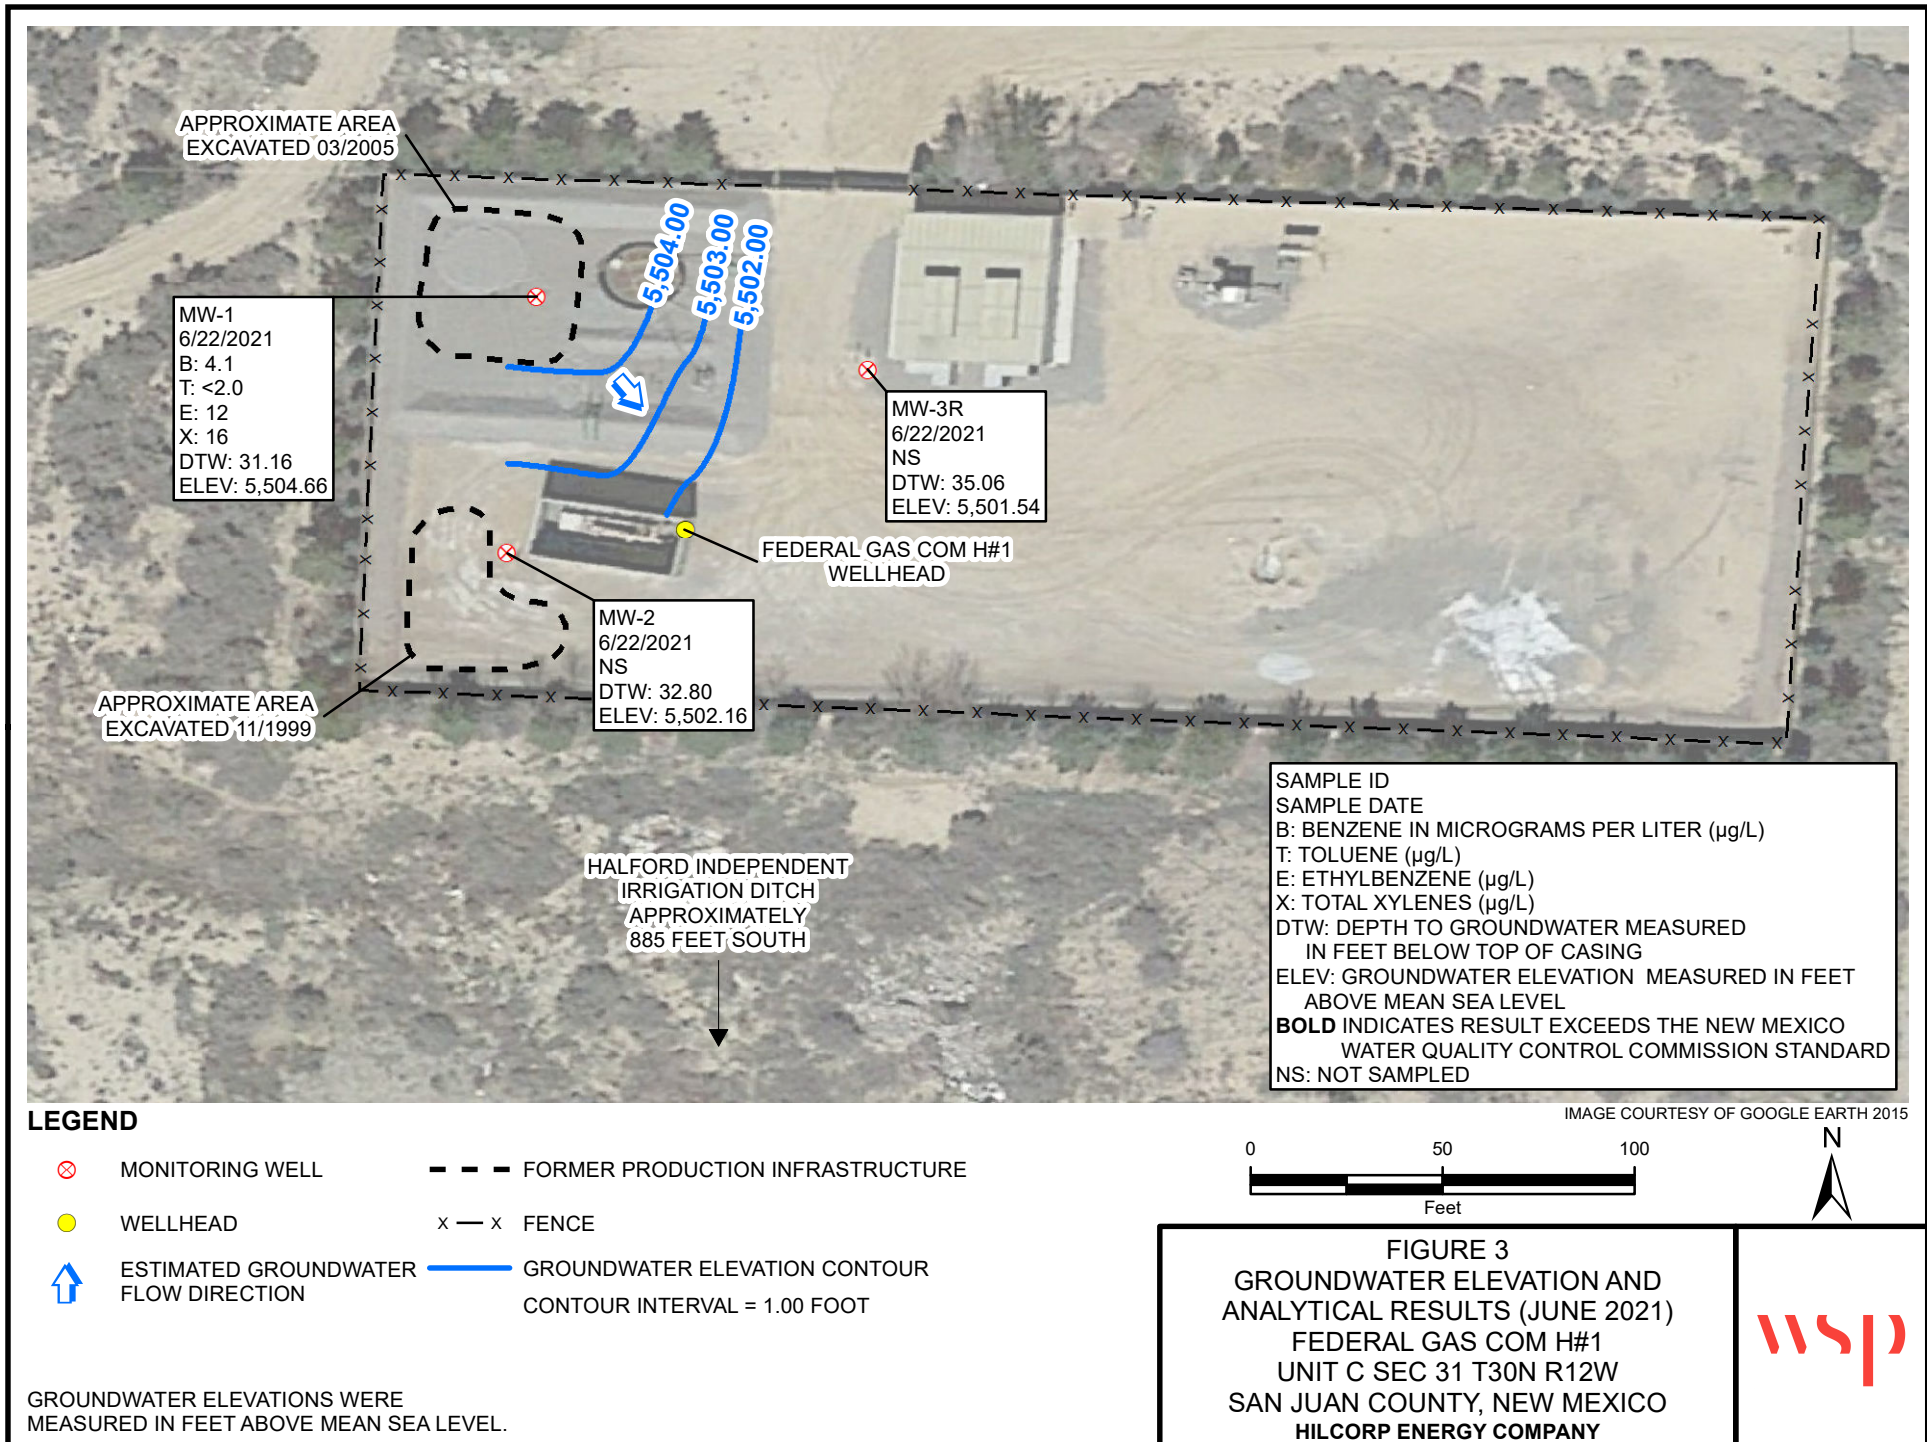 APPROXIMATE AREA
EXCAVATED 03/2005
5,504.00
5,503.00
5,502.00
MW-1
6/22/2021
B: 4.1
T: <2.0
E: 12
X: 16
DTW: 31.16
ELEV: 5,504.66
MW-3R
6/22/2021
NS
DTW: 35.06
ELEV: 5,501.54
FEDERAL GAS COM H#1
WELLHEAD
MW-2
6/22/2021
NS
DTW: 32.80
ELEV: 5,502.16
APPROXIMATE AREA
EXCAVATED 11/1999
HALFORD INDEPENDENT
IRRIGATION DITCH
APPROXIMATELY
885 FEET SOUTH
SAMPLE ID
SAMPLE DATE
B: BENZENE IN MICROGRAMS PER LITER (µg/L)
T: TOLUENE (µg/L)
E: ETHYLBENZENE (µg/L)
X: TOTAL XYLENES (µg/L)
DTW: DEPTH TO GROUNDWATER MEASURED
IN FEET BELOW TOP OF CASING
ELEV: GROUNDWATER ELEVATION MEASURED IN FEET
ABOVE MEAN SEA LEVEL
BOLD INDICATES RESULT EXCEEDS THE NEW MEXICO
WATER QUALITY CONTROL COMMISSION STANDARD
NS: NOT SAMPLED
IMAGE COURTESY OF GOOGLE EARTH 2015
LEGEND
MONITORING WELL
FORMER PRODUCTION INFRASTRUCTURE
WELLHEAD
X X FENCE
ESTIMATED GROUNDWATER
FLOW DIRECTION
GROUNDWATER ELEVATION CONTOUR
CONTOUR INTERVAL = 1.00 FOOT
GROUNDWATER ELEVATIONS WERE
MEASURED IN FEET ABOVE MEAN SEA LEVEL.
0 50 100
Feet
N
FIGURE 3
GROUNDWATER ELEVATION AND
ANALYTICAL RESULTS (JUNE 2021)
FEDERAL GAS COM H#1
UNIT C SEC 31 T30N R12W
SAN JUAN COUNTY, NEW MEXICO
HILCORP ENERGY COMPANY
wsp